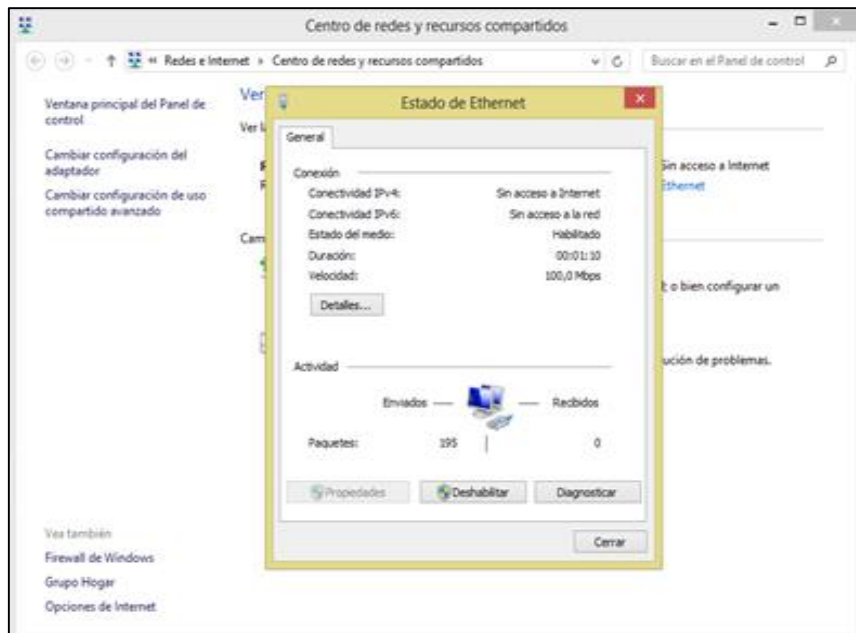 Centro de redes y recursos compartidos
« Redes e Internet › Centro de redes y recursos compartidos
Buscar en el Panel de control
Ventana principal del Panel de
control
Cambiar configuración del
adaptador
Cambiar configuración de uso
compartido avanzado
Ver
Ver la
Cam
Estado de Ethernet
General
Conexión
Conectividad IPv4: Sin acceso a Internet
Conectividad IPv6: Sin acceso a la red
Estado del medio: Habilitado
Duración: 00:01:10
Velocidad: 100,0 Mbps
Detalles...
Actividad
Enviados Recibidos
Paquetes: 195 0
Propiedades Deshabilitar Diagnosticar
Cerrar
Sin acceso a Internet
Ethernet
o bien configurar un
ución de problemas.
Vea también
Firewall de Windows
Grupo Hogar
Opciones de Internet